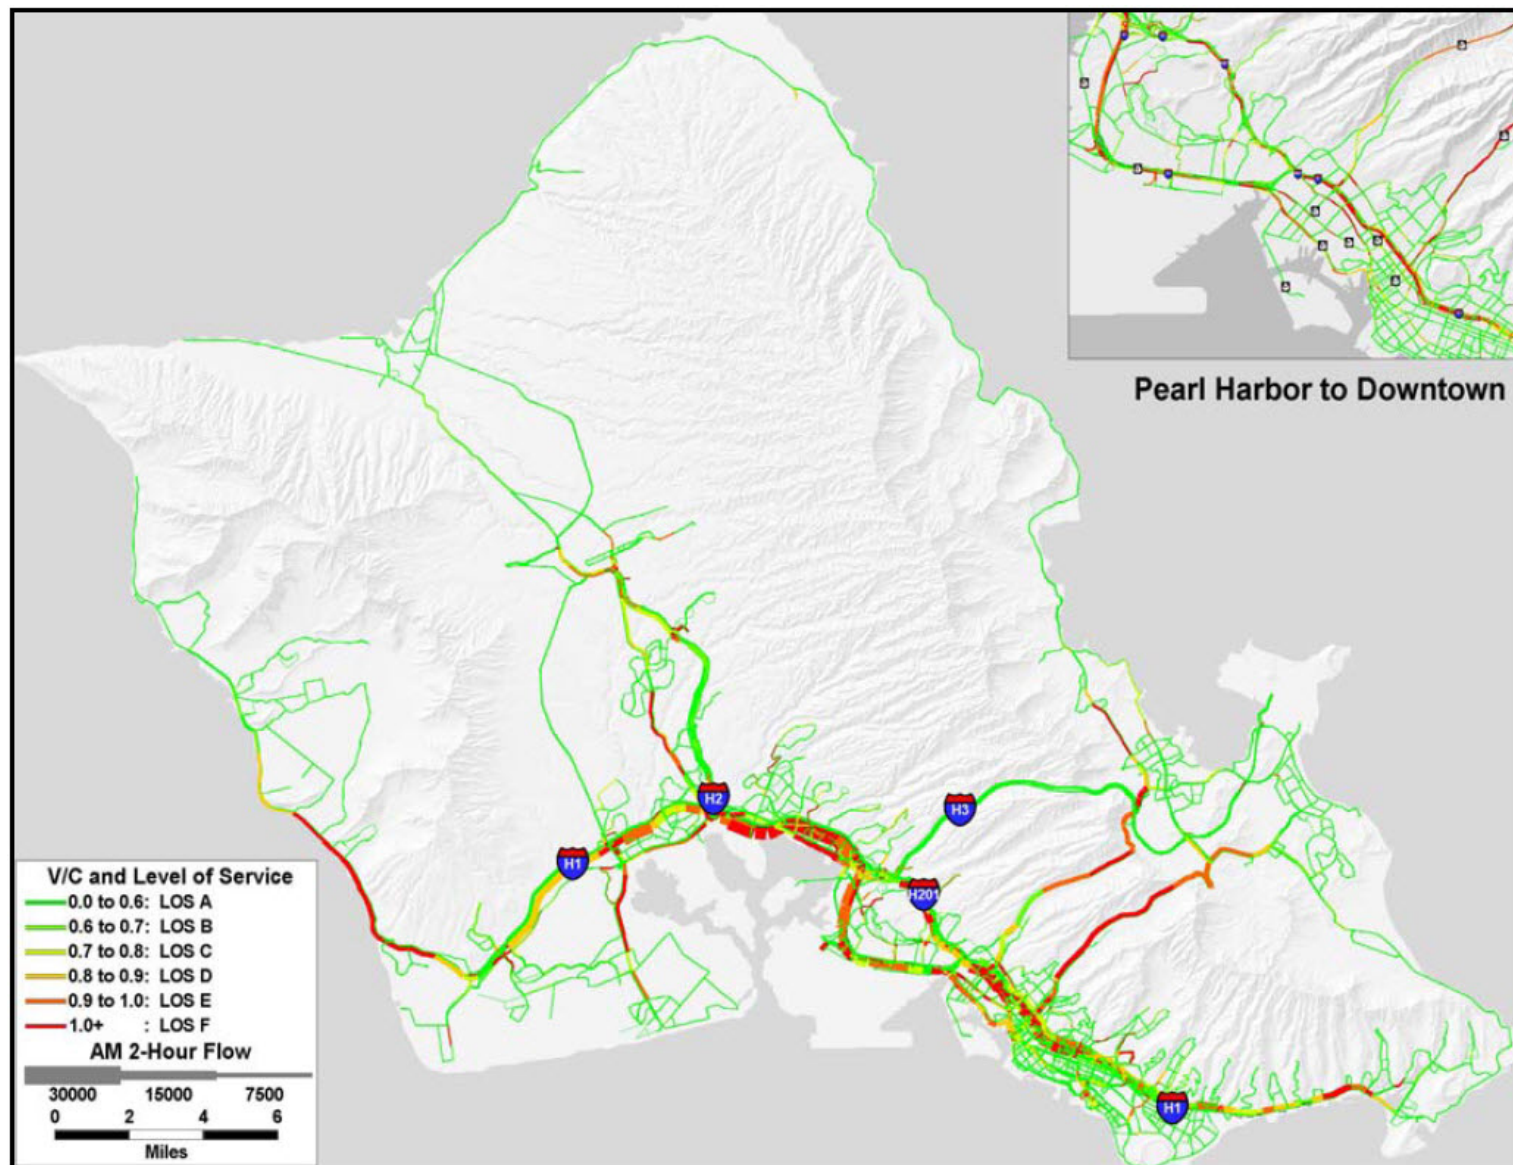 Pearl Harbor to Downtown
H2
H3
H1
H201
H1
V/C and Level of Service
0.0 to 0.6: LOS A
0.6 to 0.7: LOS B
0.7 to 0.8: LOS C
0.8 to 0.9: LOS D
0.9 to 1.0: LOS E
1.0+ : LOS F
AM 2-Hour Flow
30000 15000 7500
0 2 4 6
Miles